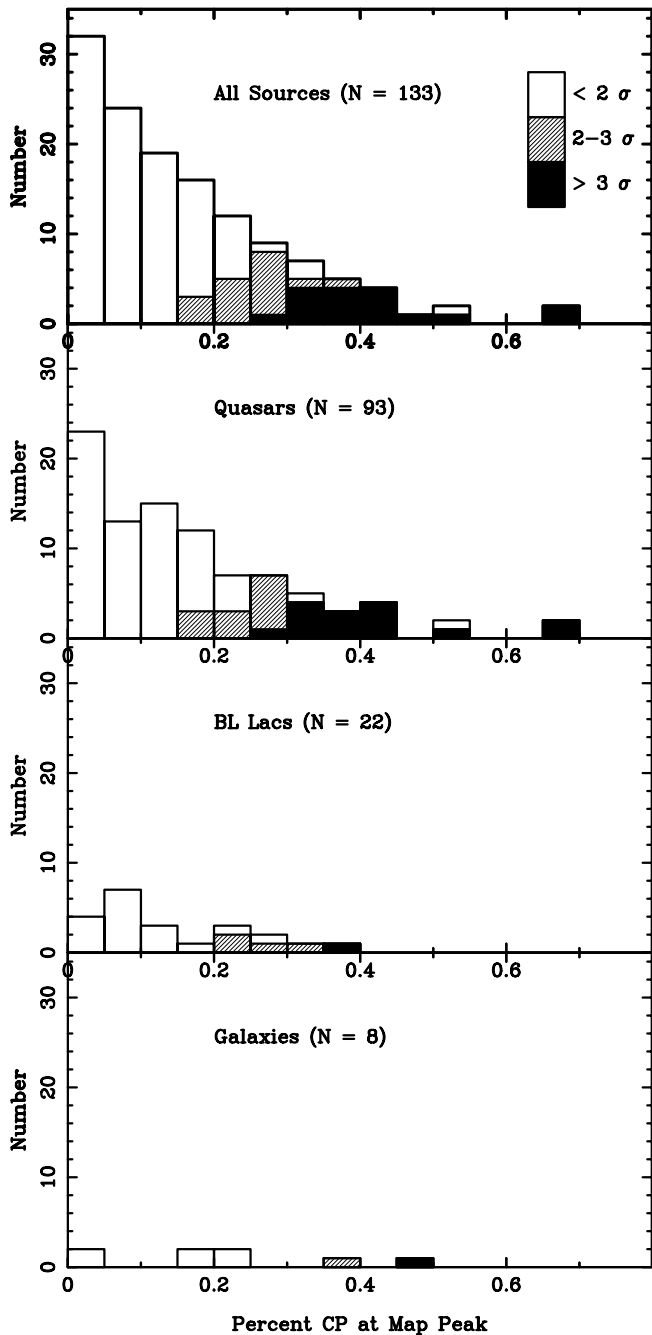 All Sources (N = 133)
< 2 σ
2−3 σ
> 3 σ
Number
0 10 20 30
0 0.2 0.4 0.6
Quasars (N = 93)
Number
0 10 20 30
0 0.2 0.4 0.6
BL Lacs (N = 22)
Number
0 10 20 30
0 0.2 0.4 0.6
Galaxies (N = 8)
Number
0 10 20 30
0 0.2 0.4 0.6
Percent CP at Map Peak